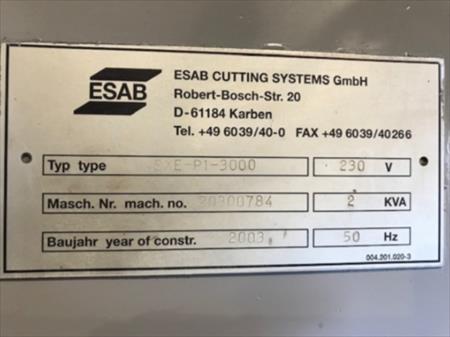 ESAB
ESAB CUTTING SYSTEMS GmbH
Robert-Bosch-Str. 20
D-61184 Karben
Tel. +49 6039/40-0 FAX +49 6039/40266
Typ type 230 V
Masch. Nr. mach. no. 20300784 2 KVA
Baujahr year of constr. 2003 50 Hz
004.201.020-3